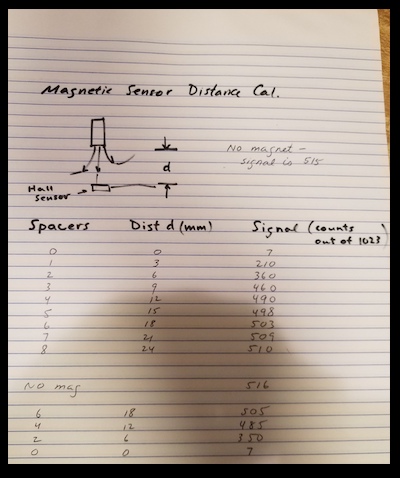 Magnetic Sensor Distance Cal.
No magnet –
signal is 515
d
Hall
sensor
Spacers Dist d (mm) Signal (counts
out of 1023
0 0 7
1 3 210
2 6 360
3 9 460
4 12 490
5 15 498
6 18 503
7 21 509
8 24 510
No mag 516
6 18 505
4 12 485
2 6 350
0 0 7